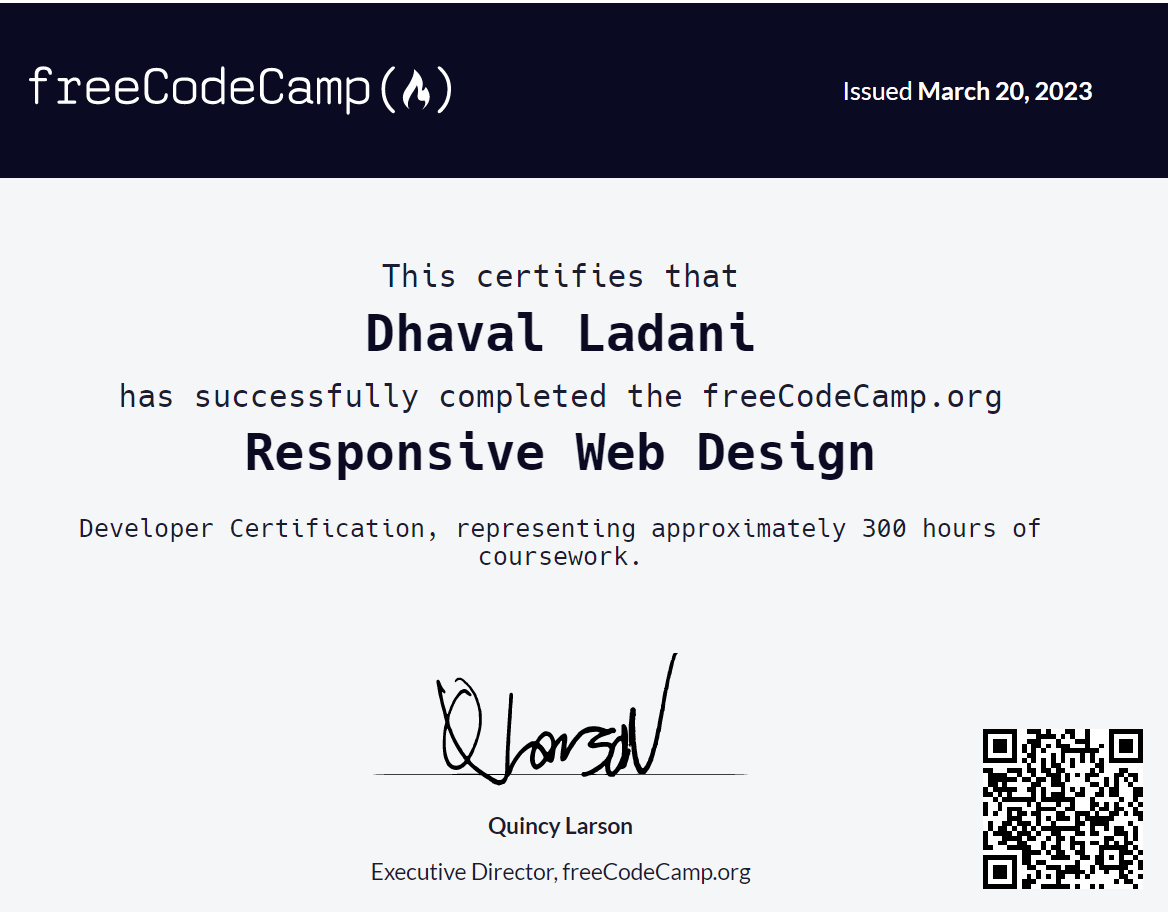 freeCodeCamp
Issued March 20, 2023
This certifies that
Dhaval Ladani
has successfully completed the freeCodeCamp.org
Responsive Web Design
Developer Certification, representing approximately 300 hours of
coursework.
Q Larson
Quincy Larson
Executive Director, freeCodeCamp.org